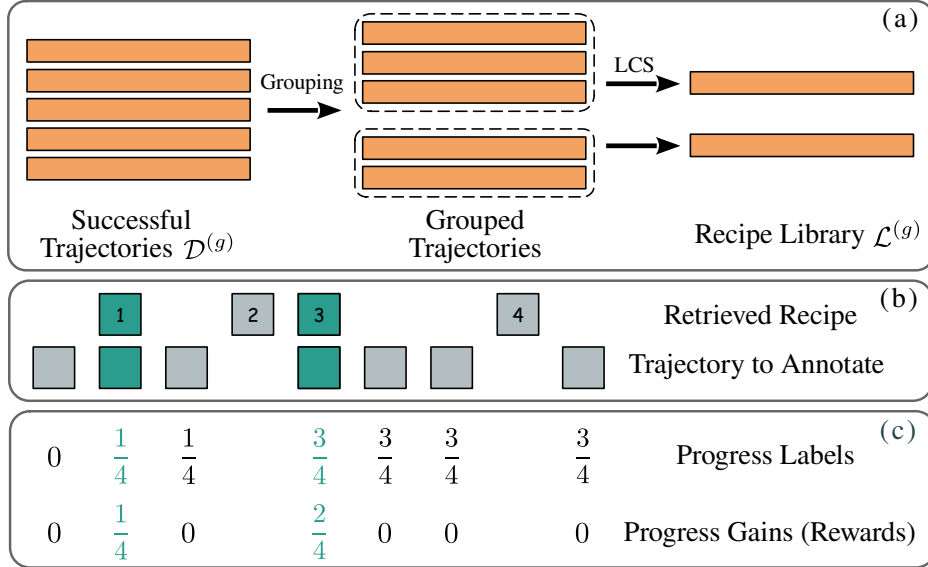 (a)
Grouping
LCS
Successful
Trajectories 𝒟^(g)
Grouped
Trajectories
Recipe Library ℒ^(g)
(b)
1 2 3 4 Retrieved Recipe
Trajectory to Annotate
(c)
0 1/4 1/4 3/4 3/4 3/4 3/4 Progress Labels
0 1/4 0 2/4 0 0 0 Progress Gains (Rewards)